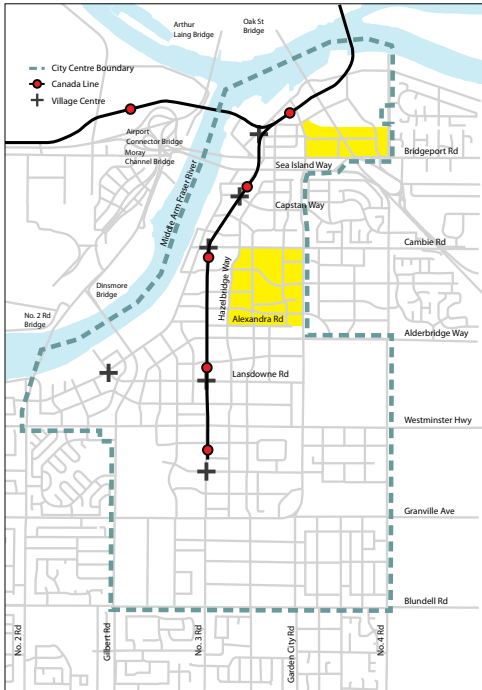 Arthur
Laing Bridge
Oak St
Bridge
City Centre Boundary
Canada Line
Village Centre
Airport
Connector Bridge
Moray
Channel Bridge
Bridgeport Rd
Sea Island Way
Middle Arm Fraser River
Capstan Way
Cambie Rd
Hazelbridge Way
Dinsmore
Bridge
No. 2 Rd
Bridge
Alexandra Rd
Alderbridge Way
Lansdowne Rd
Westminster Hwy
Granville Ave
Blundell Rd
No. 2 Rd
Gilbert Rd
No. 3 Rd
Garden City Rd
No.4 Rd